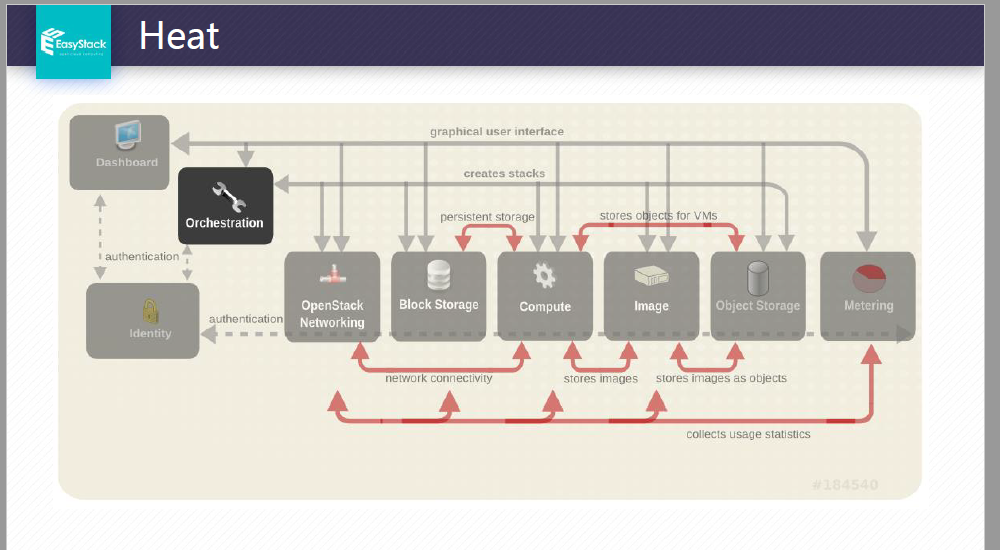 EasyStack
Heat
graphical user interface
Dashboard
creates stacks
Orchestration
persistent storage
stores objects for VMs
authentication
OpenStack
Networking
Block Storage
Compute
Image
Object Storage
Metering
Identity
authentication
network connectivity
stores images
stores images as objects
collects usage statistics
#184540